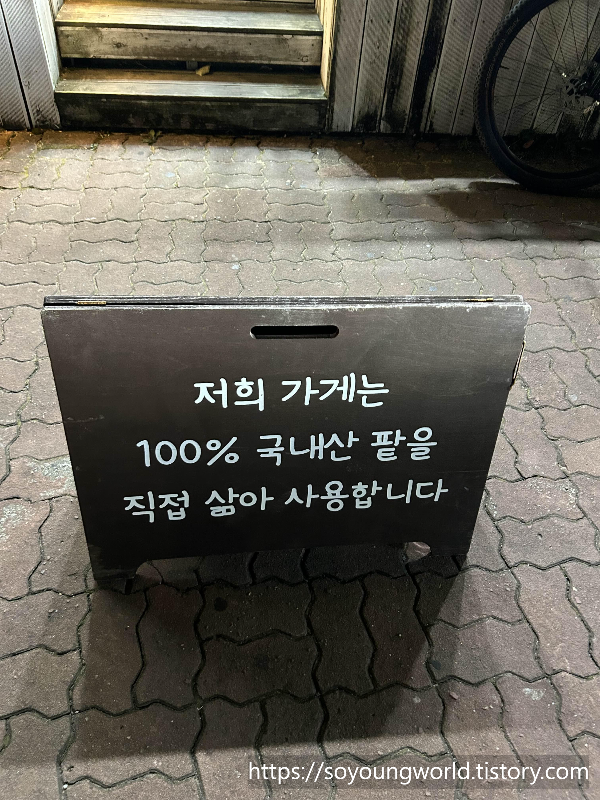 저희 가게는
100% 국내산 팥을
직접 삶아 사용합니다
https://soyoungworld.tistory.com